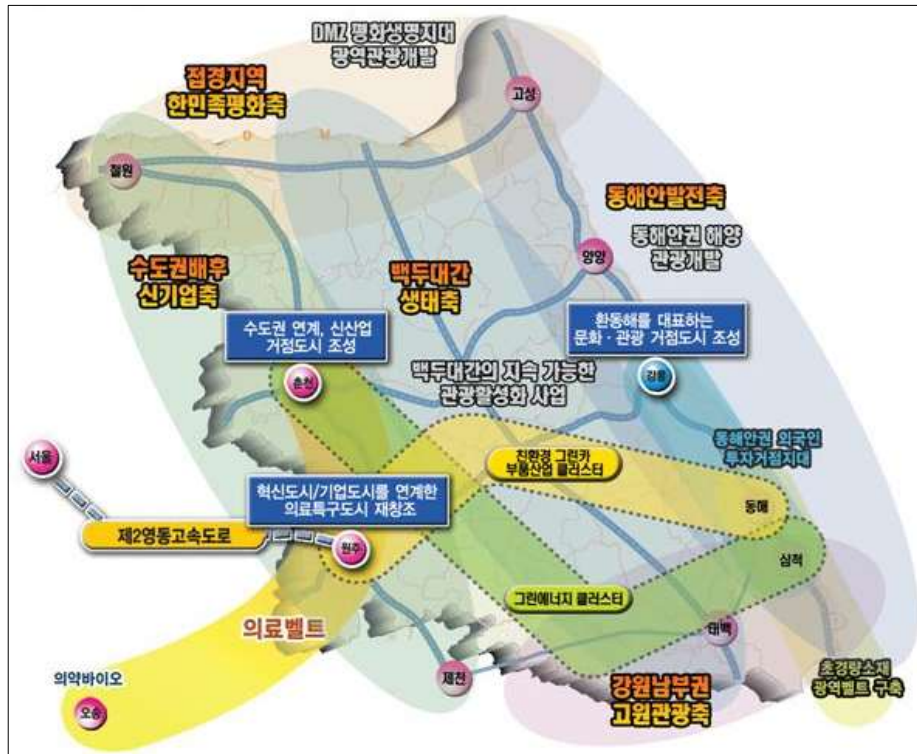 DMZ 평화생명지대
광역관광개발
접경지역
한민족평화축
고성
D M
철원
동해안발전축
동해안권 해양
관광개발
양양
수도권배후
신기업축
백두대간
생태축
수도권 연계, 신산업
거점도시 조성
환동해를 대표하는
문화·관광 거점도시 조성
춘천
백두대간의 지속 가능한
관광활성화 사업
강릉
동해안권 외국인
투자거점지대
서울
친환경 그린카
부품산업 클러스터
혁신도시/기업도시를 연계한
의료특구도시 재창조
동해
제2영동고속도로
원주
삼척
그린에너지 클러스터
의료벨트
태백
의약바이오
제천
강원남부권
고원관광축
초경량소재
광역벨트 구축
오송